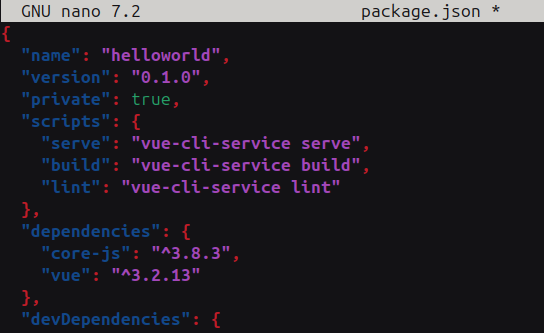 GNU nano 7.2 package.json *
{
  "name": "helloworld",
  "version": "0.1.0",
  "private": true,
  "scripts": {
    "serve": "vue-cli-service serve",
    "build": "vue-cli-service build",
    "lint": "vue-cli-service lint"
  },
  "dependencies": {
    "core-js": "^3.8.3",
    "vue": "^3.2.13"
  },
  "devDependencies": {